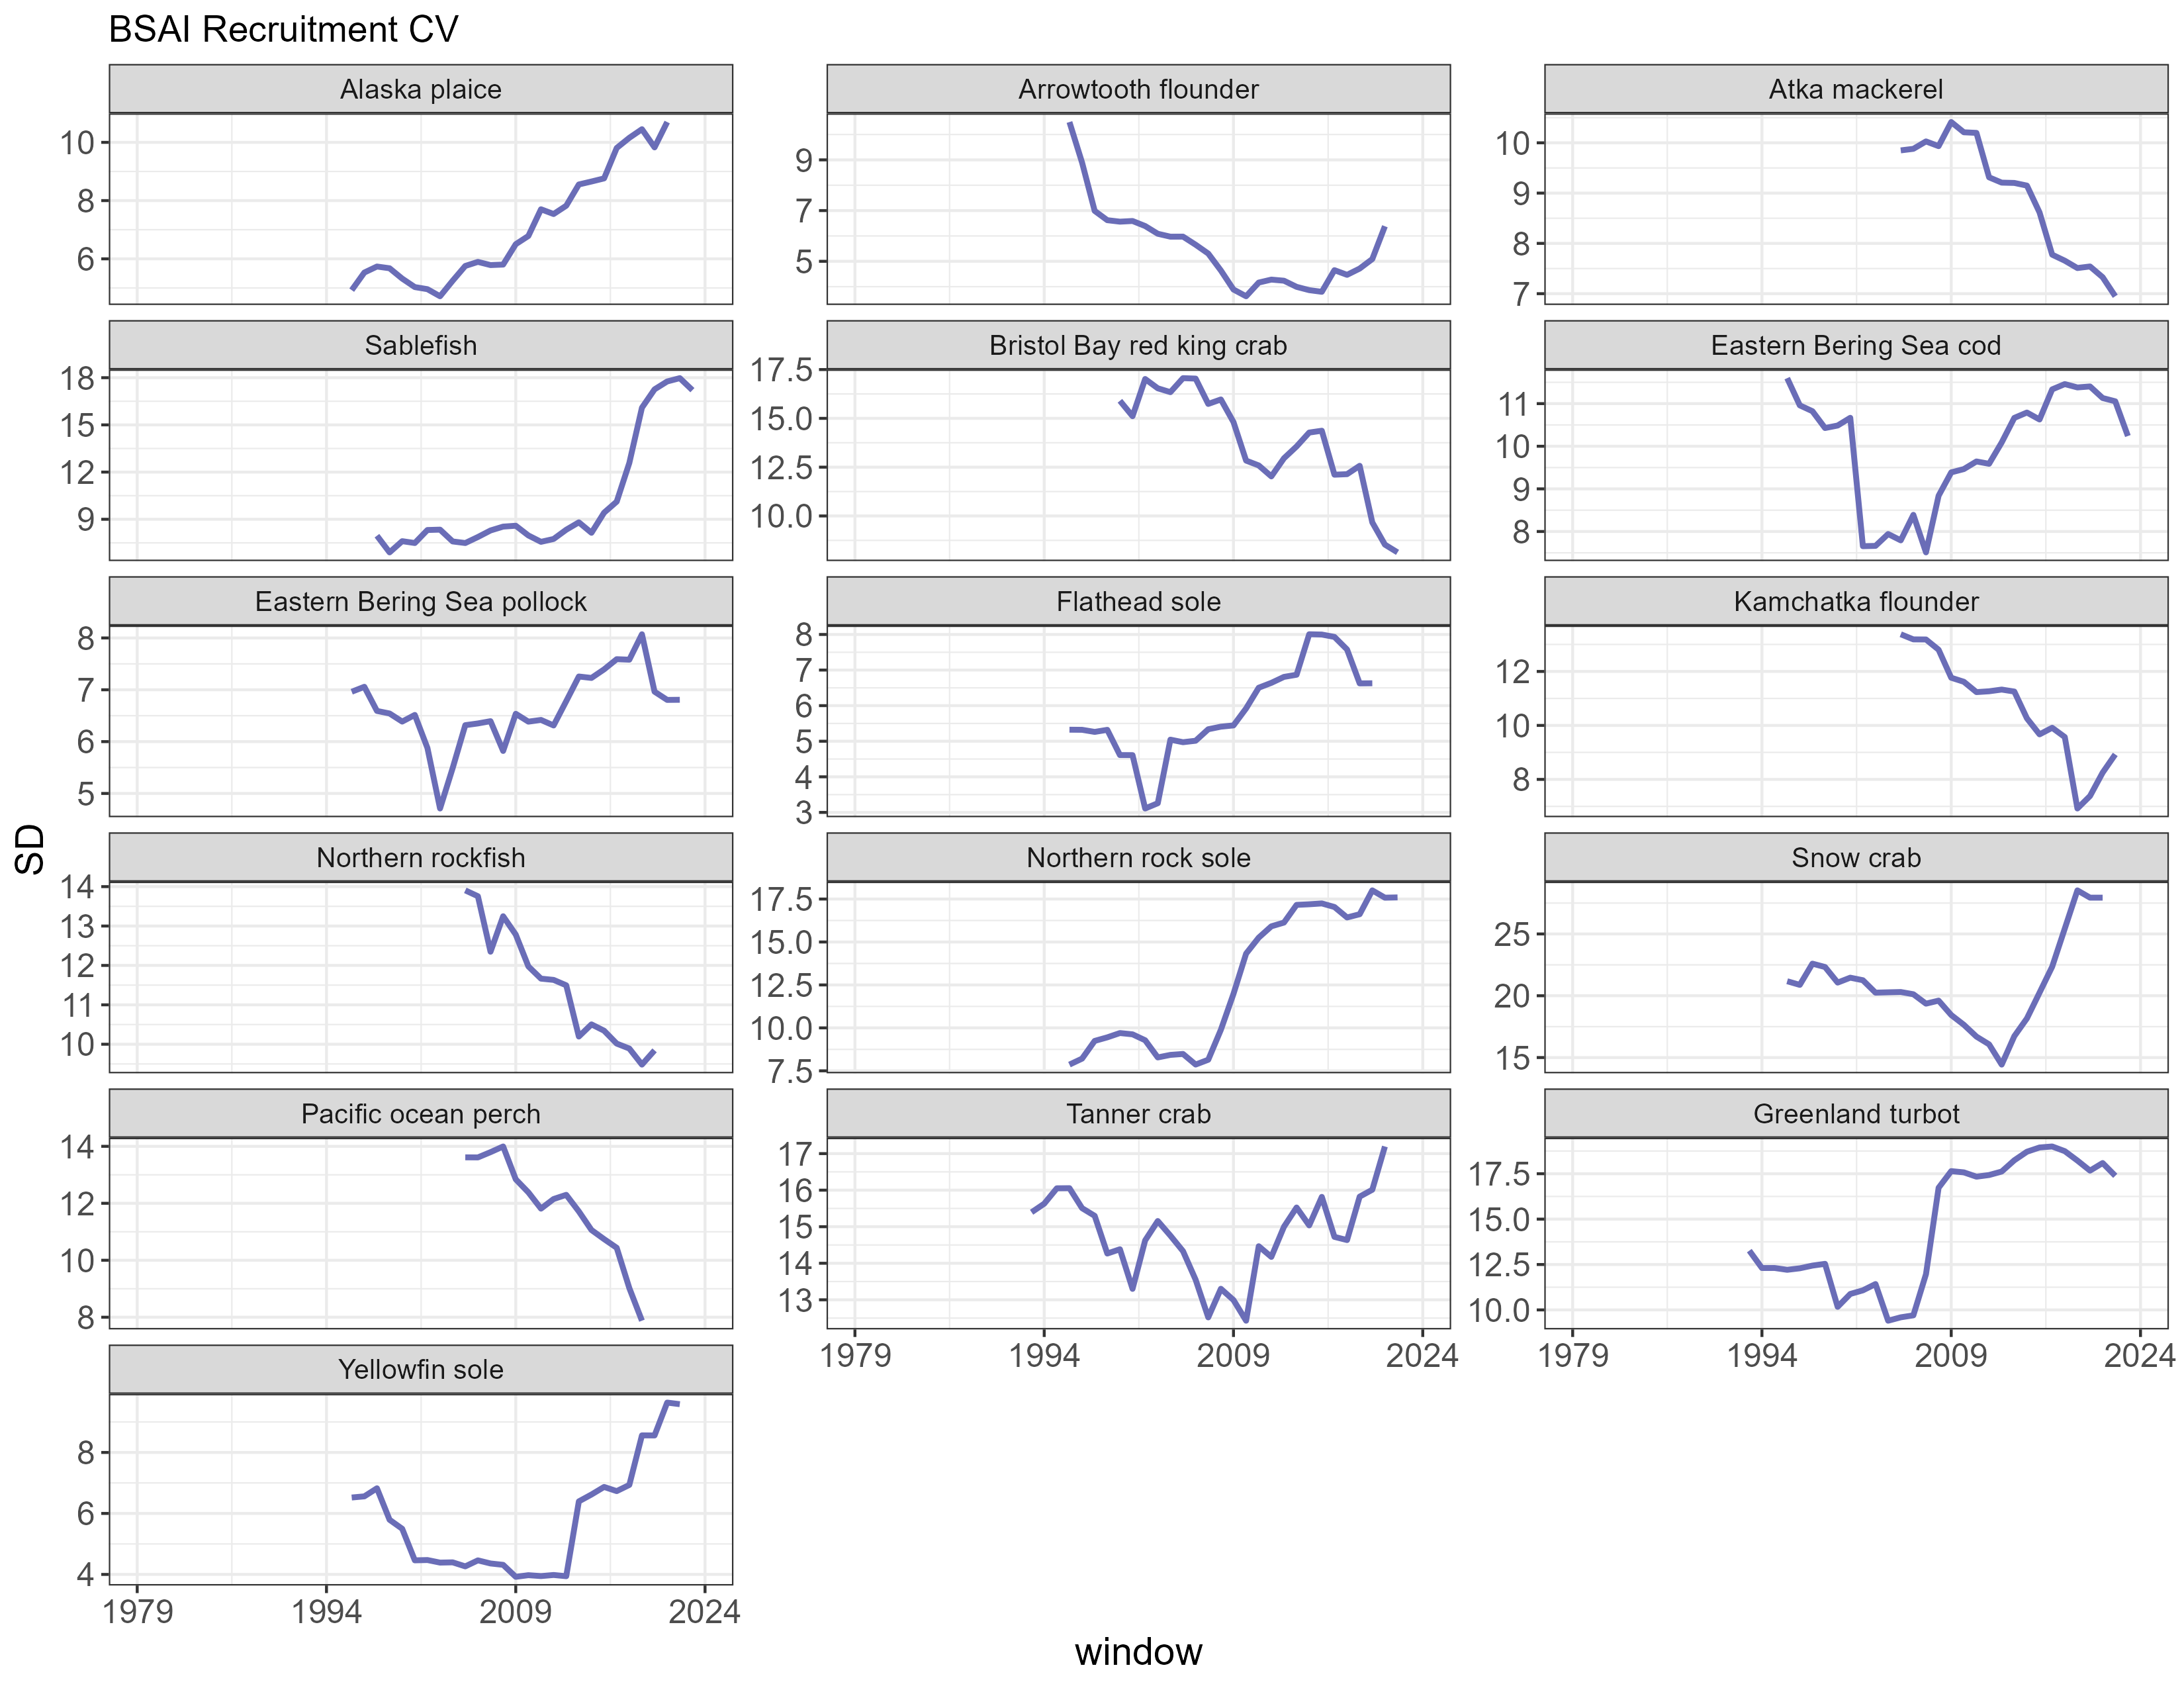 BSAI Recruitment CV
Alaska plaice
10
8
6
Arrowtooth flounder
9
7
5
Atka mackerel
10
9
8
7
Sablefish
18
15
12
9
Bristol Bay red king crab
17.5
15.0
12.5
10.0
Eastern Bering Sea cod
11
10
9
8
Eastern Bering Sea pollock
8
7
6
5
Flathead sole
8
7
6
5
4
3
Kamchatka flounder
12
10
8
Northern rockfish
14
13
12
11
10
Northern rock sole
17.5
15.0
12.5
10.0
7.5
Snow crab
25
20
15
Pacific ocean perch
14
12
10
8
Tanner crab
17
16
15
14
13
1979 1994 2009 2024
Greenland turbot
17.5
15.0
12.5
10.0
1979 1994 2009 2024
Yellowfin sole
8
6
4
1979 1994 2009 2024
SD
window